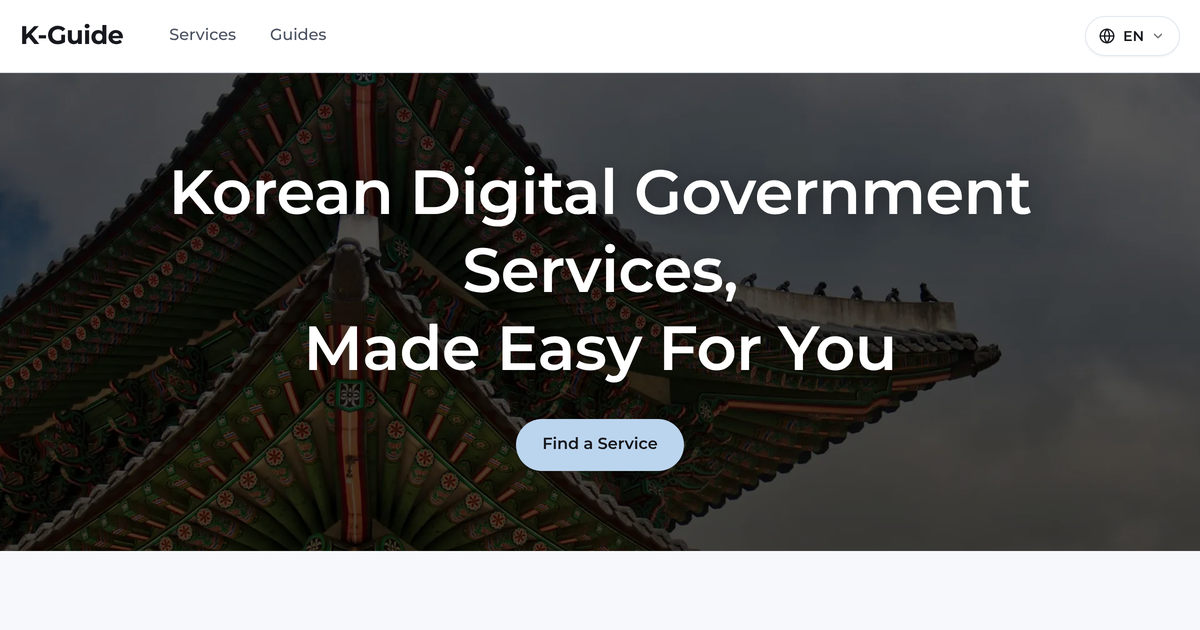 K-Guide
Services
Guides
EN
Korean Digital Government
Services,
Made Easy For You
Find a Service